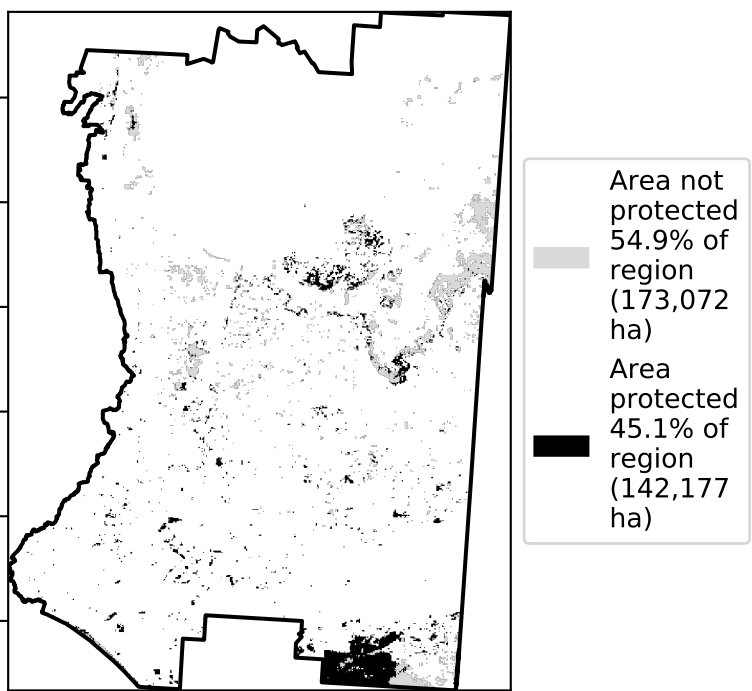 Area not
protected
54.9% of
region
(173,072
ha)
Area
protected
45.1% of
region
(142,177
ha)